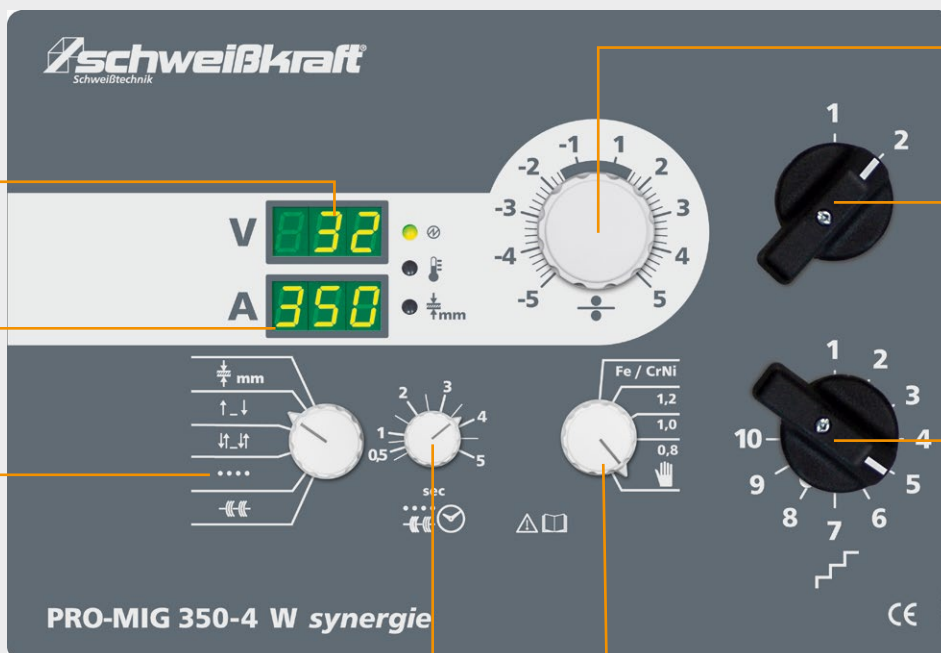 schweißkraft®
Schweißtechnik
V 32
A 350
mm
-5 -4 -3 -2 -1 1 2 3 4 5
1 2
mm
0,5 1 2 3 4 5
sec
Fe / CrNi
1,2
1,0
0,8
1 2 3 4 5 6 7 8 9 10
PRO-MIG 350-4 W synergie
CE